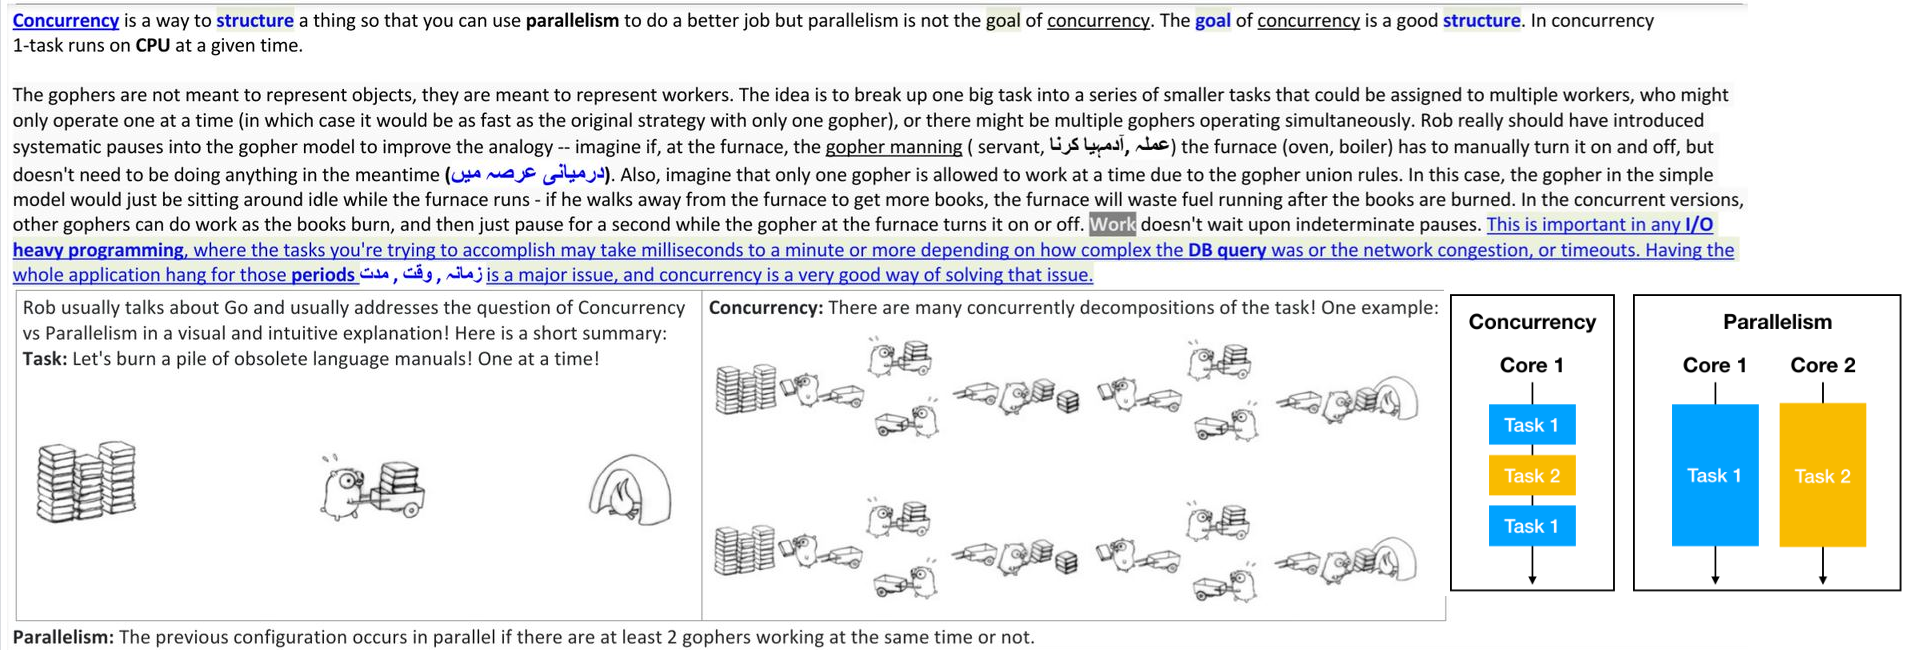 Concurrency is a way to structure a thing so that you can use parallelism to do a better job but parallelism is not the goal of concurrency. The goal of concurrency is a good structure. In concurrency
1-task runs on CPU at a given time.
The gophers are not meant to represent objects, they are meant to represent workers. The idea is to break up one big task into a series of smaller tasks that could be assigned to multiple workers, who might
only operate one at a time (in which case it would be as fast as the original strategy with only one gopher), or there might be multiple gophers operating simultaneously. Rob really should have introduced
systematic pauses into the gopher model to improve the analogy -- imagine if, at the furnace, the gopher manning ( servant, عملہ ,آدمہیا کرنا) the furnace (oven, boiler) has to manually turn it on and off, but
doesn't need to be doing anything in the meantime (درمیانی عرصہ میں). Also, imagine that only one gopher is allowed to work at a time due to the gopher union rules. In this case, the gopher in the simple
model would just be sitting around idle while the furnace runs - if he walks away from the furnace to get more books, the furnace will waste fuel running after the books are burned. In the concurrent versions,
other gophers can do work as the books burn, and then just pause for a second while the gopher at the furnace turns it on or off. Work doesn't wait upon indeterminate pauses. This is important in any I/O
heavy programming, where the tasks you're trying to accomplish may take milliseconds to a minute or more depending on how complex the DB query was or the network congestion, or timeouts. Having the
whole application hang for those periods زمانہ , وقت , مدت is a major issue, and concurrency is a very good way of solving that issue.
Rob usually talks about Go and usually addresses the question of Concurrency
vs Parallelism in a visual and intuitive explanation! Here is a short summary:
Task: Let's burn a pile of obsolete language manuals! One at a time!
Concurrency: There are many concurrently decompositions of the task! One example:
Concurrency
Core 1
Task 1
Task 2
Task 1
Parallelism
Core 1 Core 2
Task 1 Task 2
Parallelism: The previous configuration occurs in parallel if there are at least 2 gophers working at the same time or not.